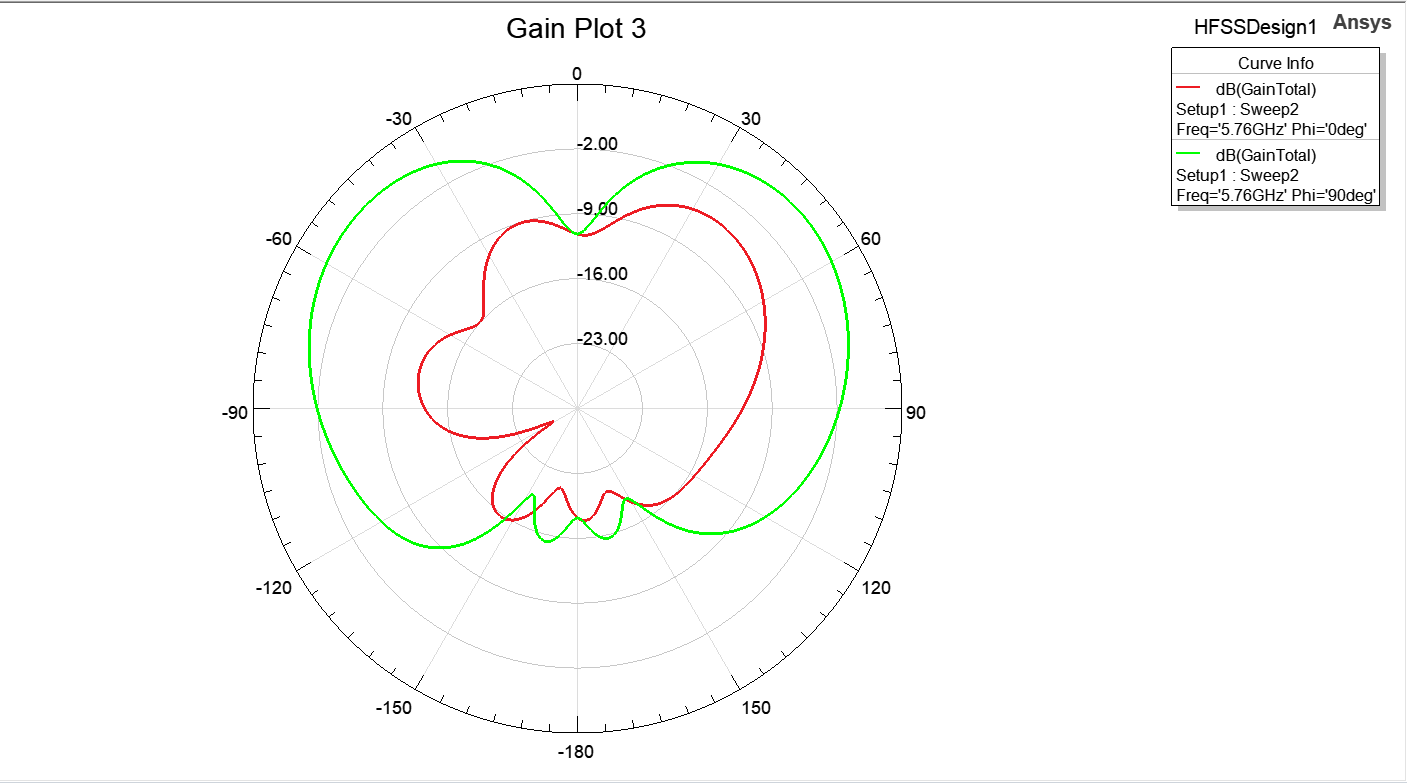 Gain Plot 3
HFSSDesign1
Ansys
Curve Info
dB(GainTotal)
Setup1 : Sweep2
Freq='5.76GHz' Phi='0deg'
dB(GainTotal)
Setup1 : Sweep2
Freq='5.76GHz' Phi='90deg'
0
-30
30
-2.00
-60
-9.00
60
-16.00
-23.00
-90
90
-120
120
-150
150
-180